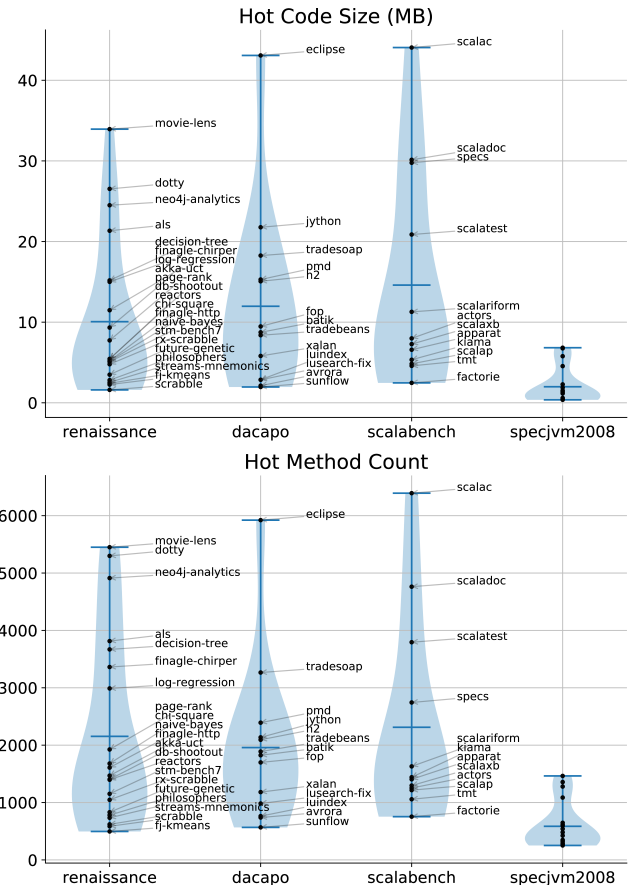 Hot Code Size (MB)
40
30
20
10
0
scalac
eclipse
movie-lens
scaladoc
specs
dotty
neo4j-analytics
als
jython
scalatest
decision-tree
finagle-chirper
log-regression
akka-uct
page-rank
db-shootout
reactors
chi-square
finagle-http
naive-bayes
stm-bench7
rx-scrabble
future-genetic
philosophers
streams-mnemonics
fj-kmeans
scrabble
tradesoap
pmd
h2
fop
batik
tradebeans
xalan
luindex
lusearch-fix
avrora
sunflow
scalariform
actors
scalaxb
apparat
kiama
scalap
tmt
factorie
renaissance
dacapo
scalabench
specjvm2008
Hot Method Count
6000
5000
4000
3000
2000
1000
0
scalac
eclipse
movie-lens
dotty
neo4j-analytics
als
decision-tree
finagle-chirper
log-regression
page-rank
chi-square
naive-bayes
finagle-http
akka-uct
db-shootout
reactors
stm-bench7
rx-scrabble
future-genetic
philosophers
streams-mnemonics
scrabble
fj-kmeans
tradesoap
pmd
jython
h2
tradebeans
batik
fop
xalan
lusearch-fix
luindex
avrora
sunflow
scaladoc
scalatest
specs
scalariform
kiama
apparat
scalaxb
actors
scalap
tmt
factorie
renaissance
dacapo
scalabench
specjvm2008